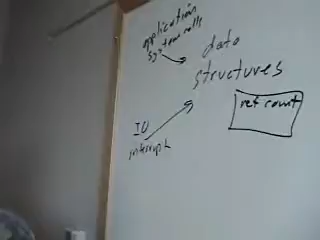 application
system calls
data
structures
ref count
IO
interrupt